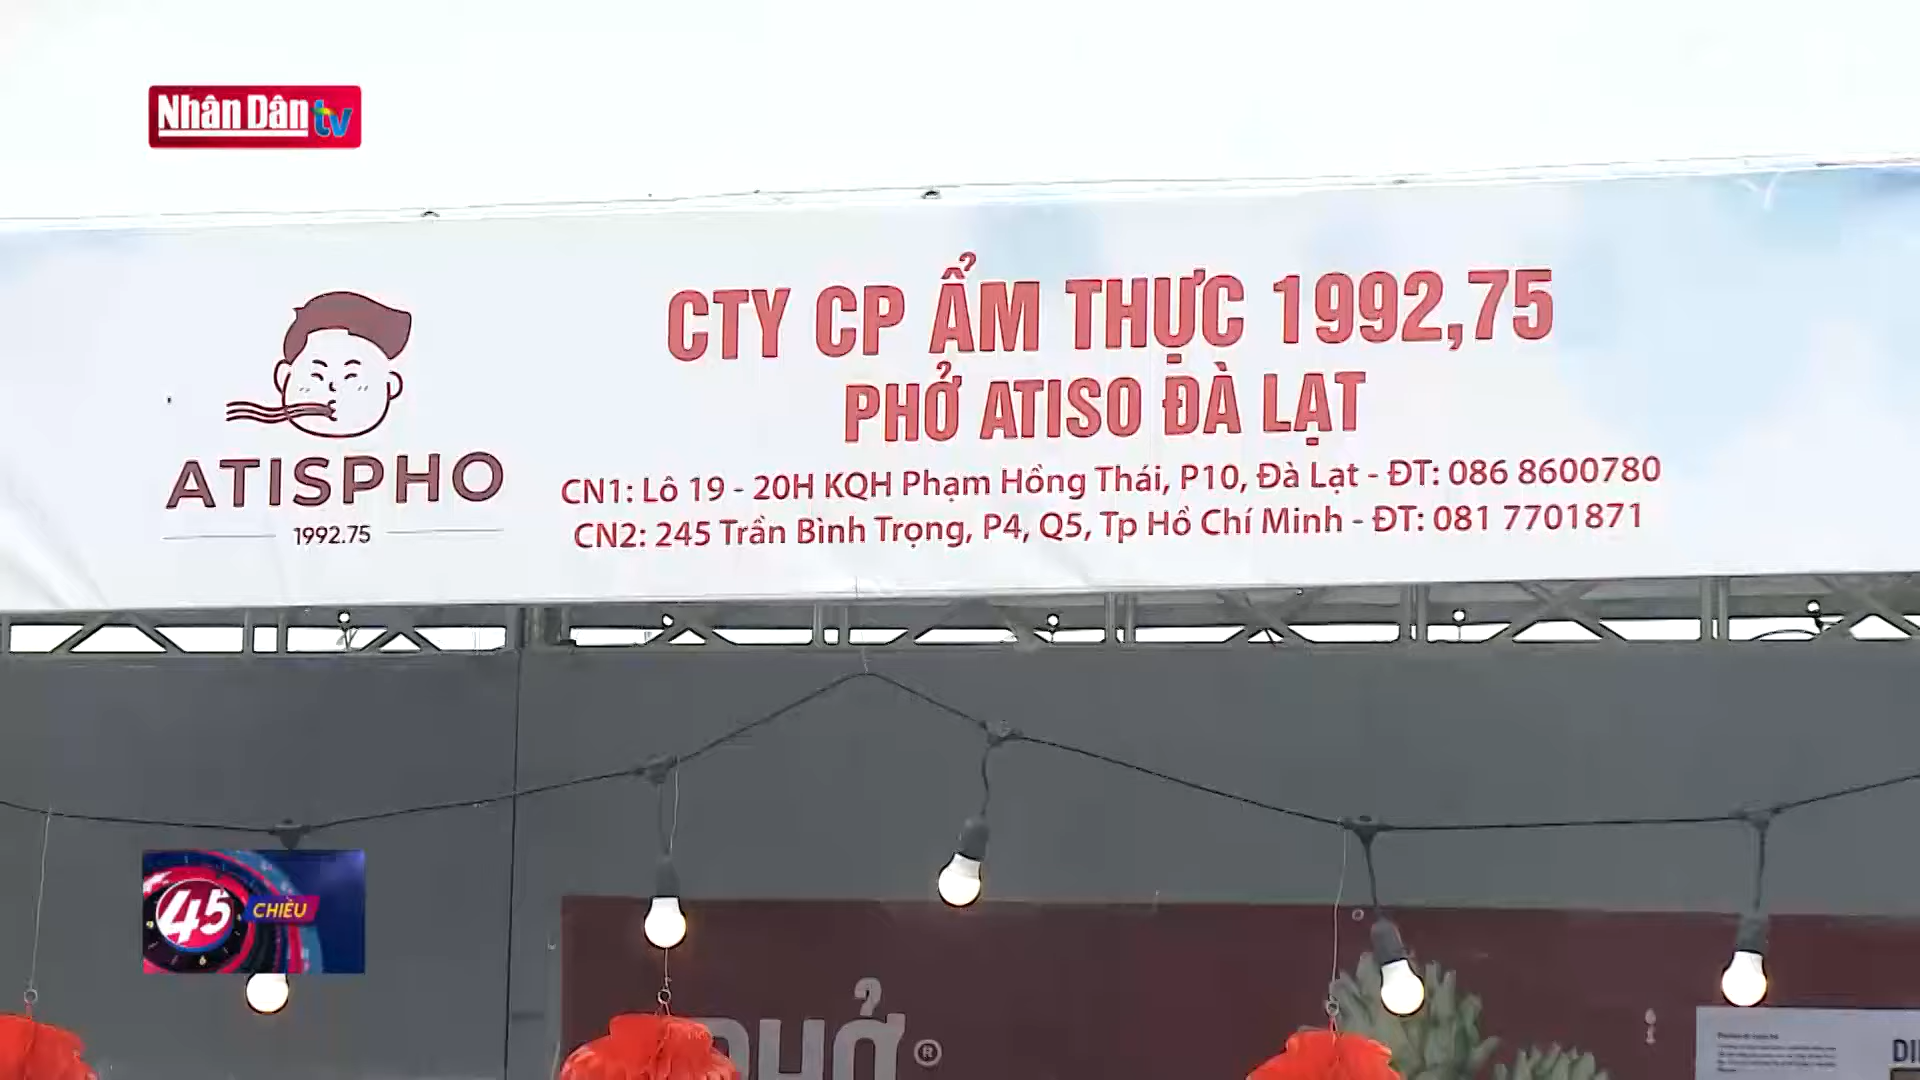 Nhân Dân tv
CTY CP ẨM THỰC 1992,75
PHỞ ATISO ĐÀ LẠT
CN1: Lô 19 - 20H KQH Phạm Hồng Thái, P10, Đà Lạt - ĐT: 086 8600780
CN2: 245 Trần Bình Trọng, P4, Q5, Tp Hồ Chí Minh - ĐT: 081 7701871
ATISPHO
1992.75
45 CHIỀU
PHỞ®